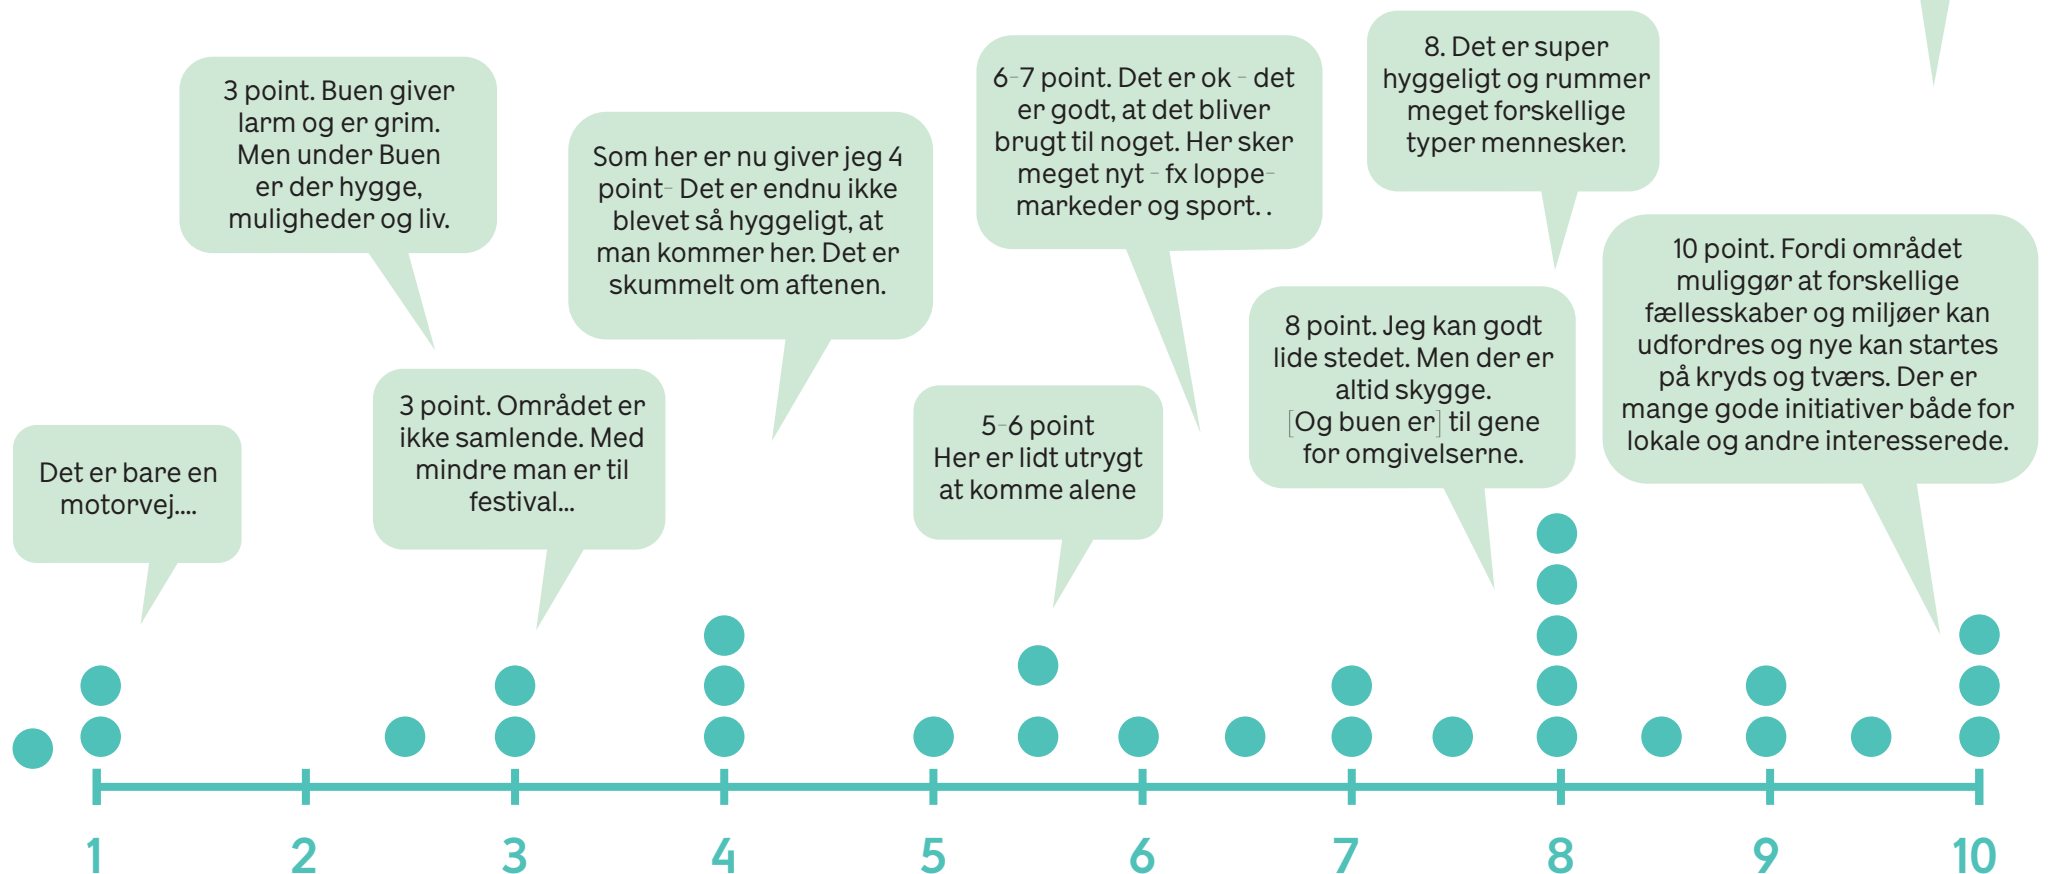 3 point. Buen giver
larm og er grim.
Men under Buen
er der hygge,
muligheder og liv.
Som her er nu giver jeg 4
point- Det er endnu ikke
blevet så hyggeligt, at
man kommer her. Det er
skummelt om aftenen.
6-7 point. Det er ok - det
er godt, at det bliver
brugt til noget. Her sker
meget nyt - fx loppe-
markeder og sport. .
8. Det er super
hyggeligt og rummer
meget forskellige
typer mennesker.
10 point. Fordi området
muliggør at forskellige
fællesskaber og miljøer kan
udfordres og nye kan startes
på kryds og tværs. Der er
mange gode initiativer både for
lokale og andre interesserede.
8 point. Jeg kan godt
lide stedet. Men der er
altid skygge.
[Og buen er] til gene
for omgivelserne.
3 point. Området er
ikke samlende. Med
mindre man er til
festival...
5-6 point
Her er lidt utrygt
at komme alene
Det er bare en
motorvej....
1 2 3 4 5 6 7 8 9 10